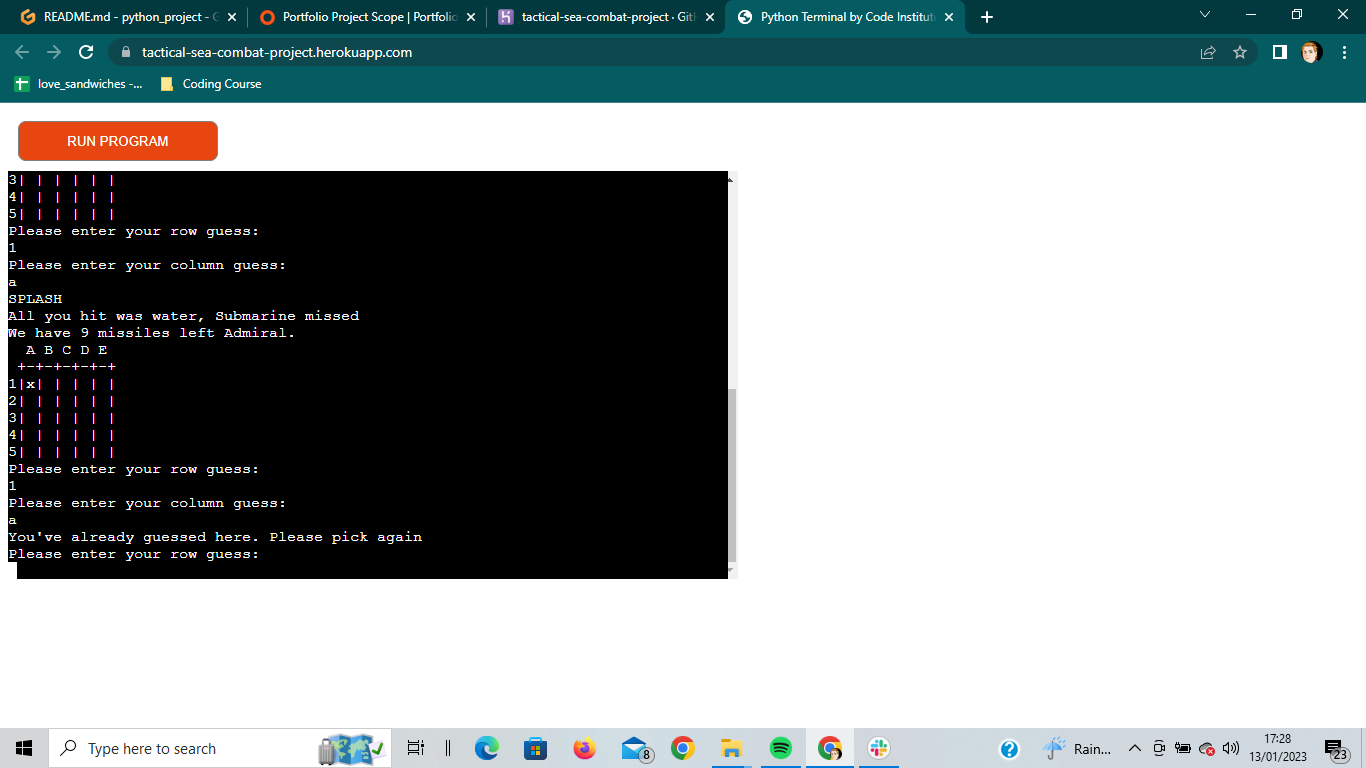 README.md - python_project - G
Portfolio Project Scope | Portfolio
tactical-sea-combat-project · Git
Python Terminal by Code Institut
tactical-sea-combat-project.herokuapp.com
love_sandwiches -...
Coding Course
RUN PROGRAM
3| | | | | |
4| | | | | |
5| | | | | |
Please enter your row guess:
1
Please enter your column guess:
a
SPLASH
All you hit was water, Submarine missed
We have 9 missiles left Admiral.
A B C D E
+-+-+-+-+-+
1|x| | | | |
2| | | | | |
3| | | | | |
4| | | | | |
5| | | | | |
Please enter your row guess:
1
Please enter your column guess:
a
You've already guessed here. Please pick again
Please enter your row guess:
Type here to search
8
Rain...
17:28
13/01/2023
23